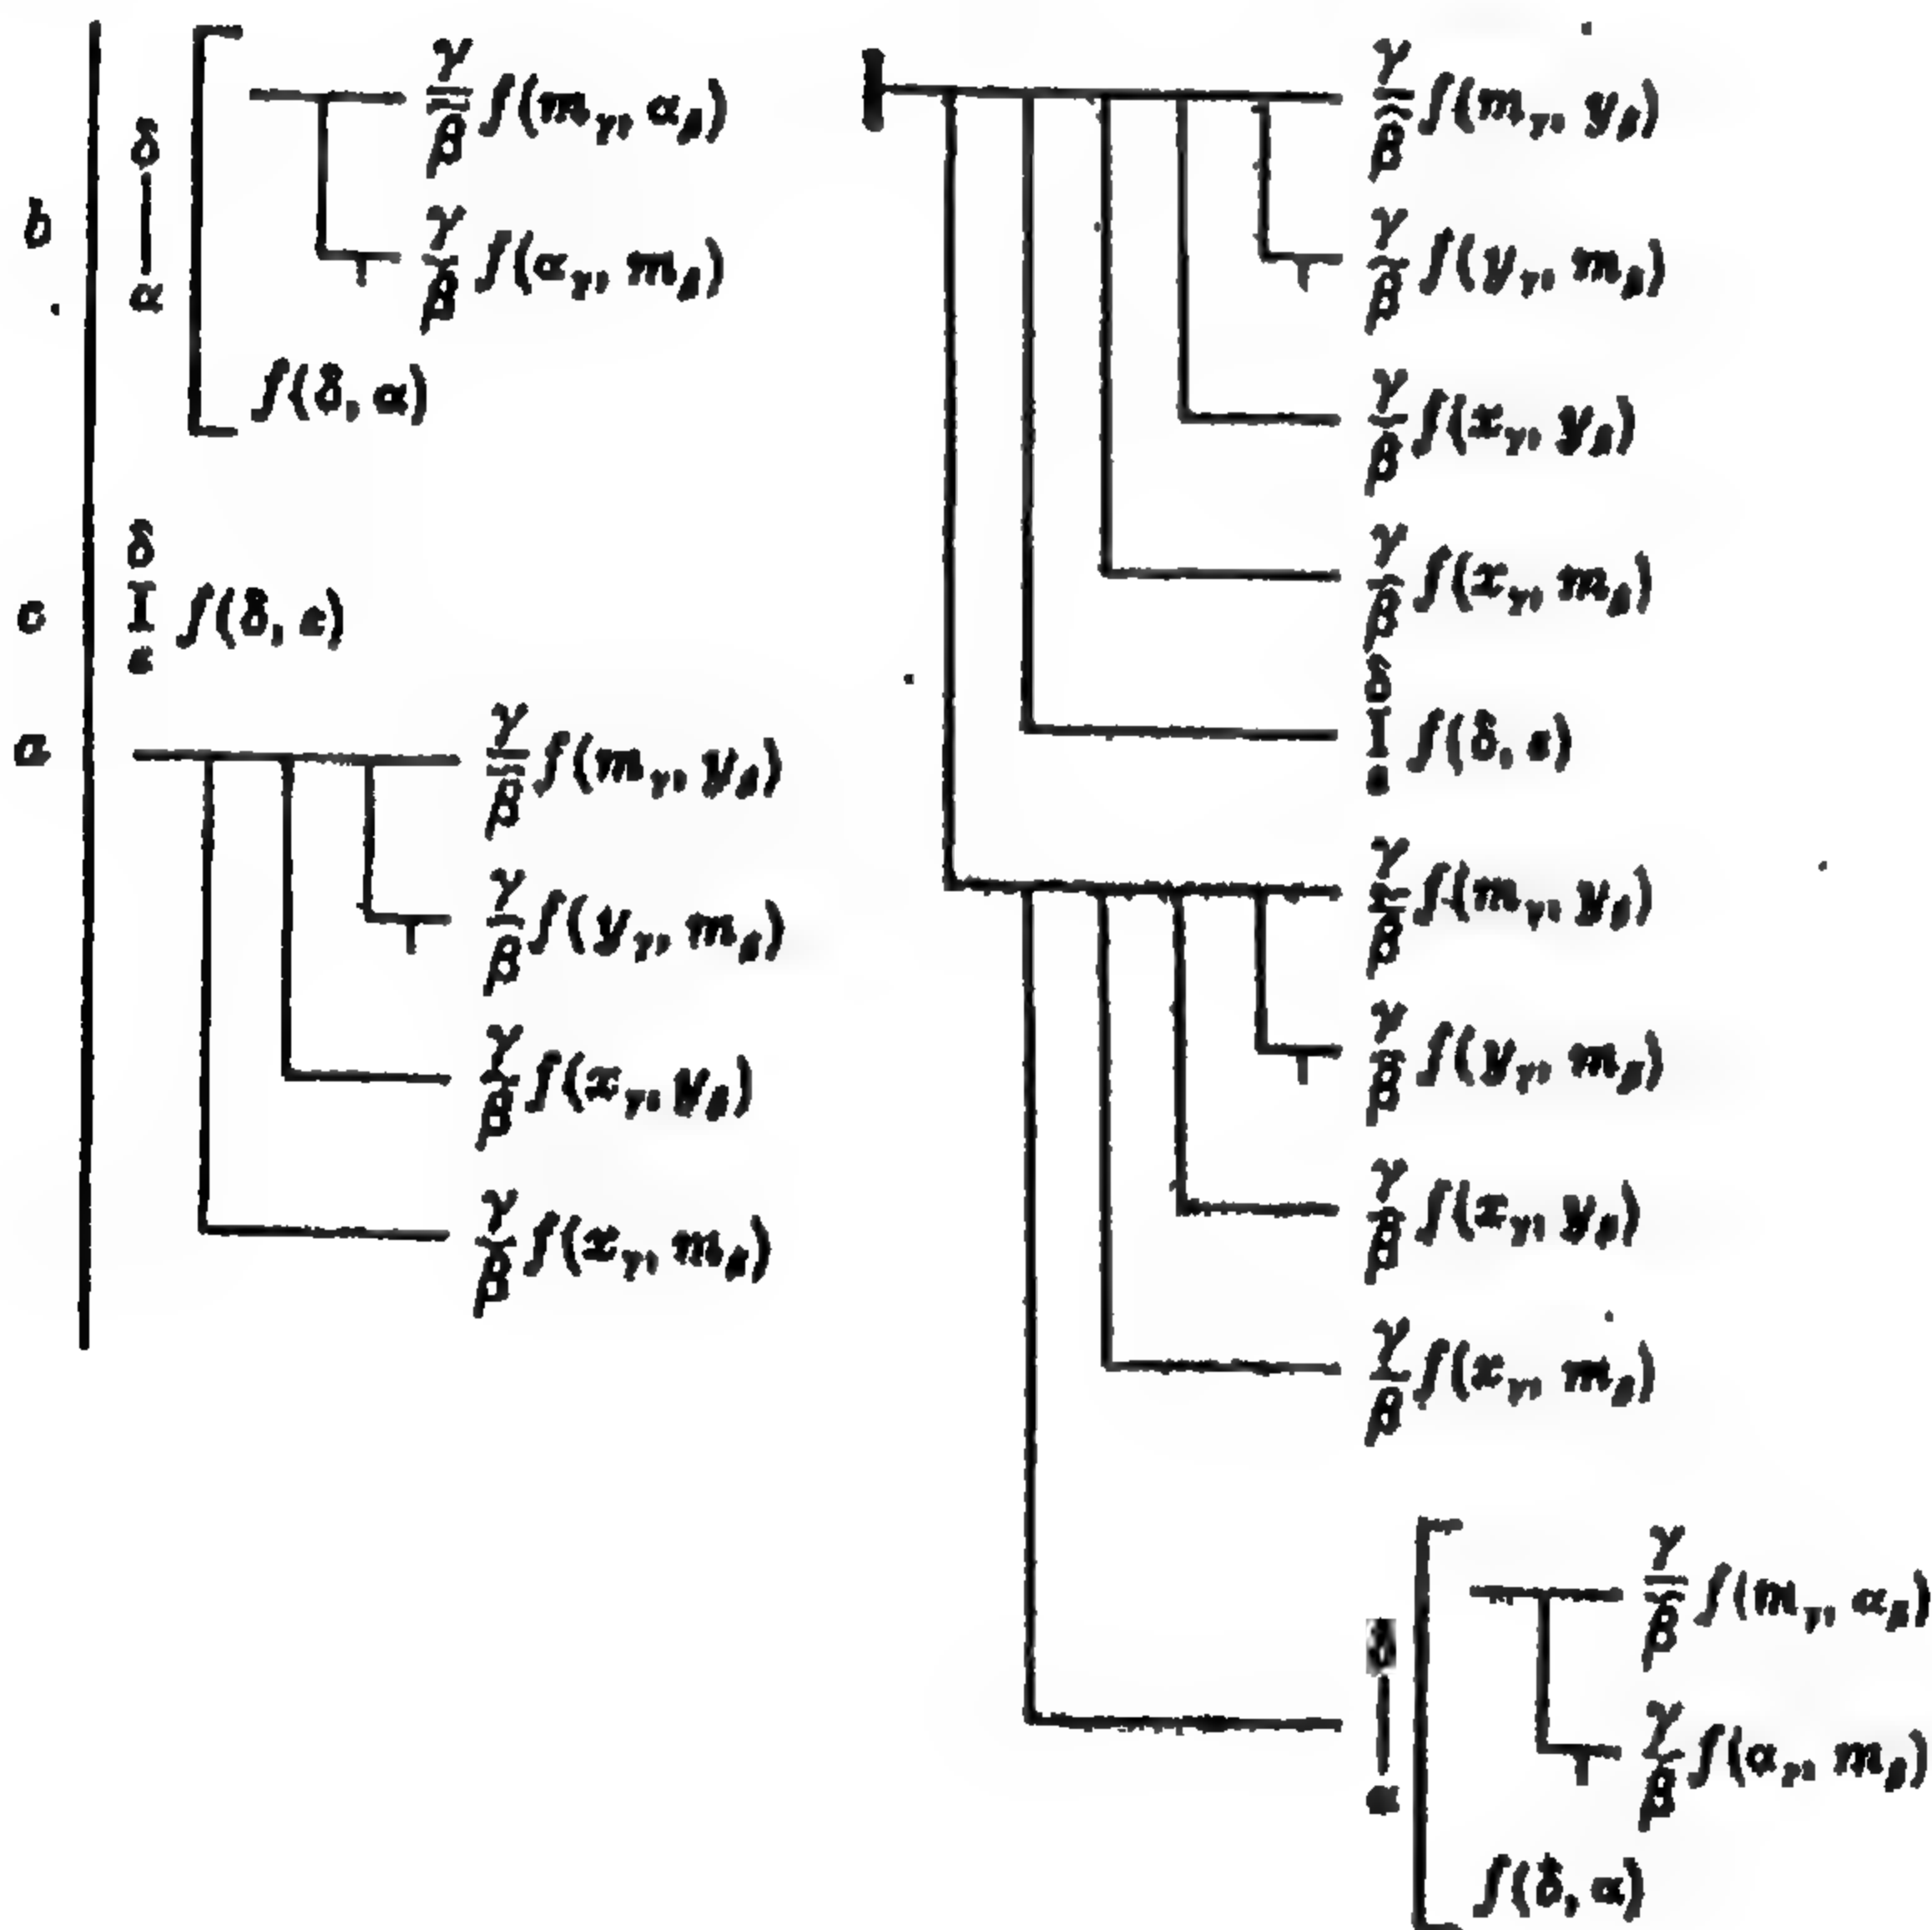 γ/β f(m_γ, α_β)
δ
b
γ/β f(α_γ, m_β)
α
f(δ, α)
δ
c I f(δ, ε)
ε
a γ/β f(m_γ, y_β)
γ/β f(y_γ, m_β)
γ/β f(x_γ, y_β)
γ/β f(x_γ, m_β)
γ/β f(m_γ, y_β)
γ/β f(y_γ, m_β)
γ/β f(x_γ, y_β)
γ/β f(x_γ, m_β)
δ
I f(δ, ε)
ε
γ/β f(m_γ, y_β)
γ/β f(y_γ, m_β)
γ/β f(x_γ, y_β)
γ/β f(x_γ, m_β)
γ/β f(m_γ, α_β)
γ/β f(α_γ, m_β)
α
f(δ, α)